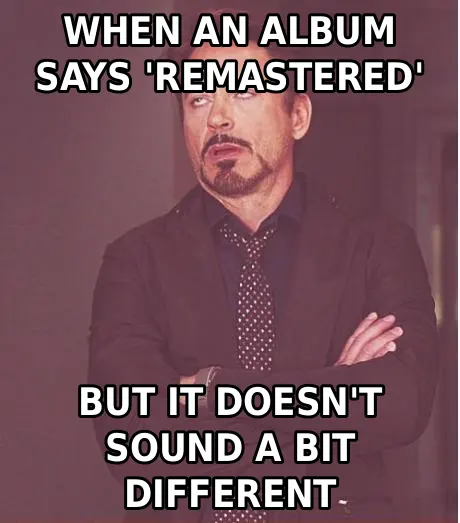 WHEN AN ALBUM
SAYS 'REMASTERED'
BUT IT DOESN'T
SOUND A BIT
DIFFERENT